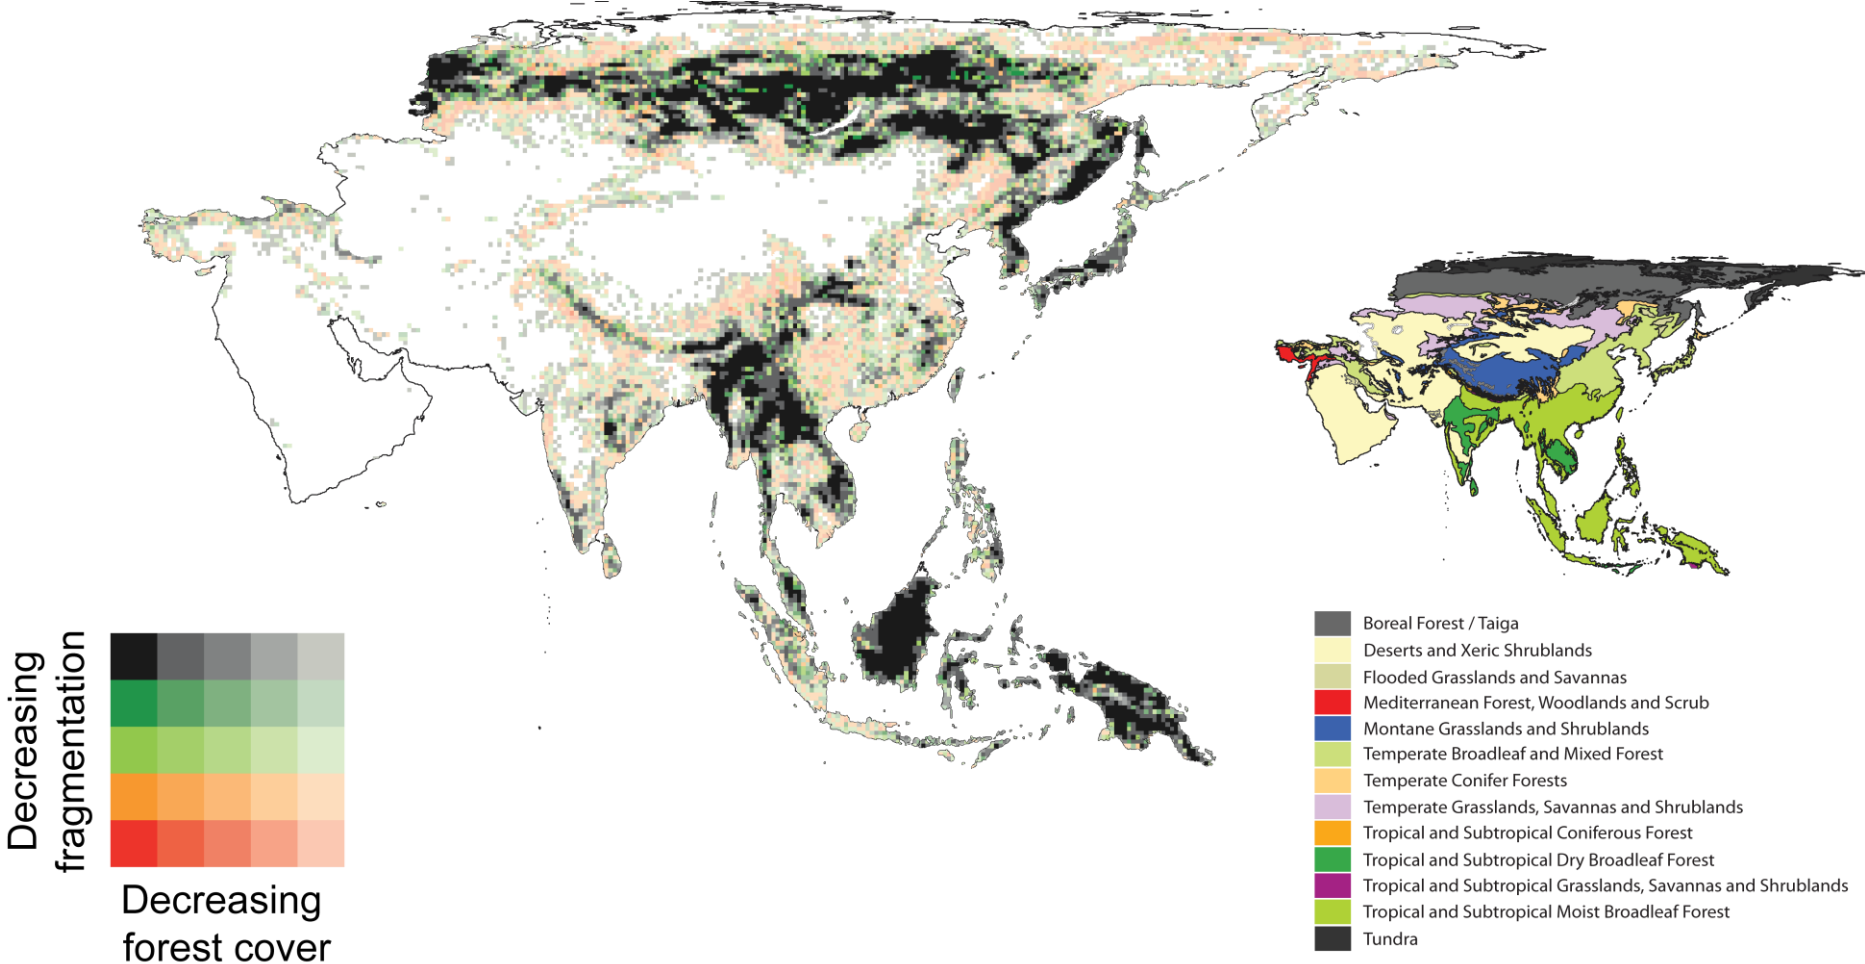 Decreasing
fragmentation
Decreasing
forest cover
Boreal Forest / Taiga
Deserts and Xeric Shrublands
Flooded Grasslands and Savannas
Mediterranean Forest, Woodlands and Scrub
Montane Grasslands and Shrublands
Temperate Broadleaf and Mixed Forest
Temperate Conifer Forests
Temperate Grasslands, Savannas and Shrublands
Tropical and Subtropical Coniferous Forest
Tropical and Subtropical Dry Broadleaf Forest
Tropical and Subtropical Grasslands, Savannas and Shrublands
Tropical and Subtropical Moist Broadleaf Forest
Tundra